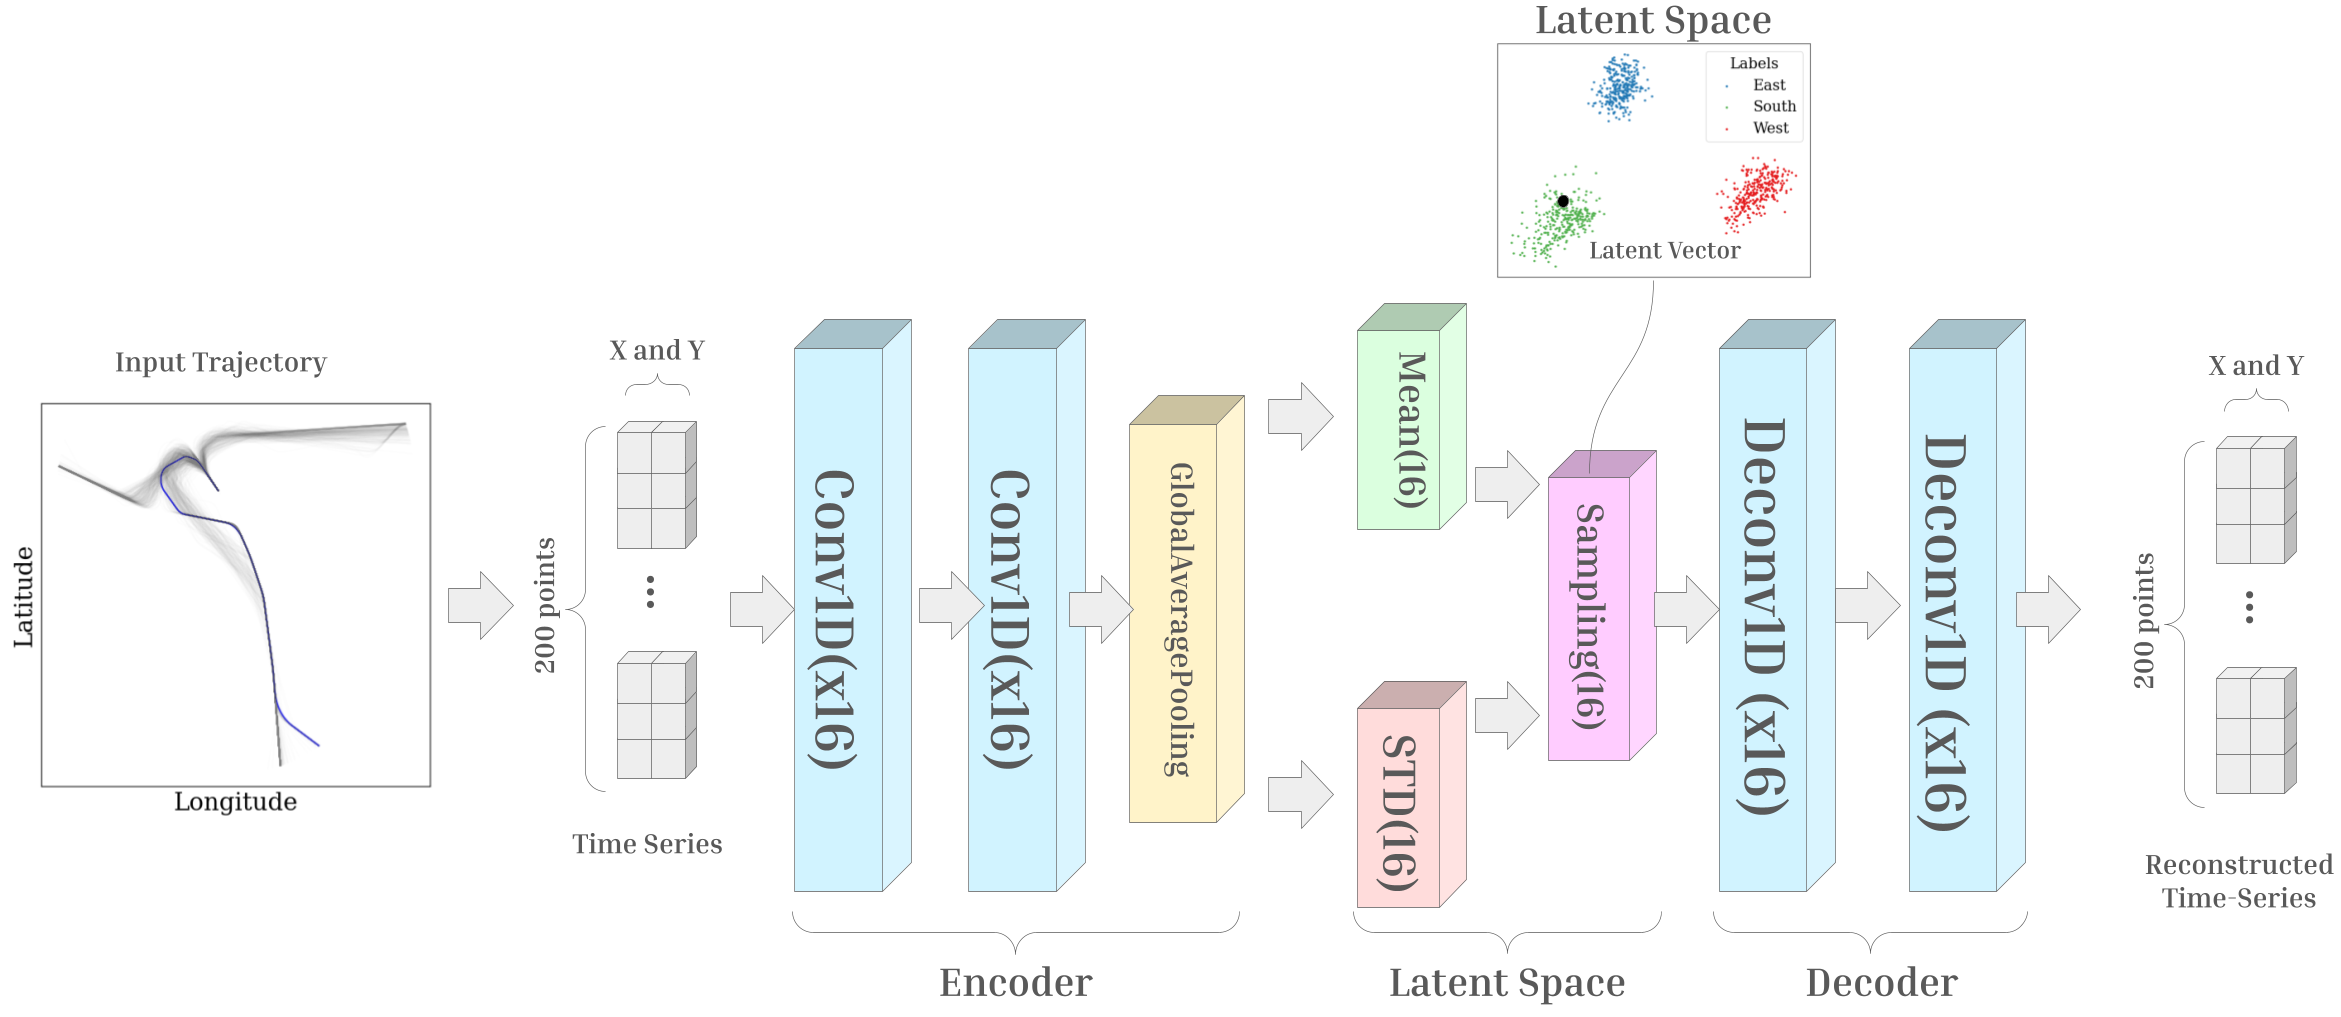 Latent Space
Labels
East
South
West
Latent Vector
Input Trajectory
Latitude
Longitude
X and Y
200 points
Time Series
Conv1D(x16)
Conv1D(x16)
GlobalAveragePooling
Mean(16)
STD(16)
Sampling(16)
Deconv1D (x16)
Deconv1D (x16)
X and Y
200 points
Reconstructed
Time-Series
Encoder
Latent Space
Decoder